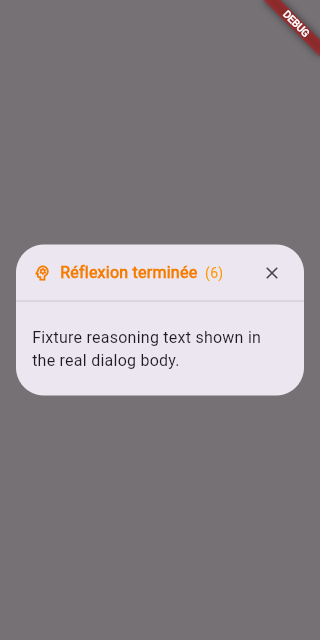 DEBUG
Réflexion terminée (6)
Fixture reasoning text shown in
the real dialog body.